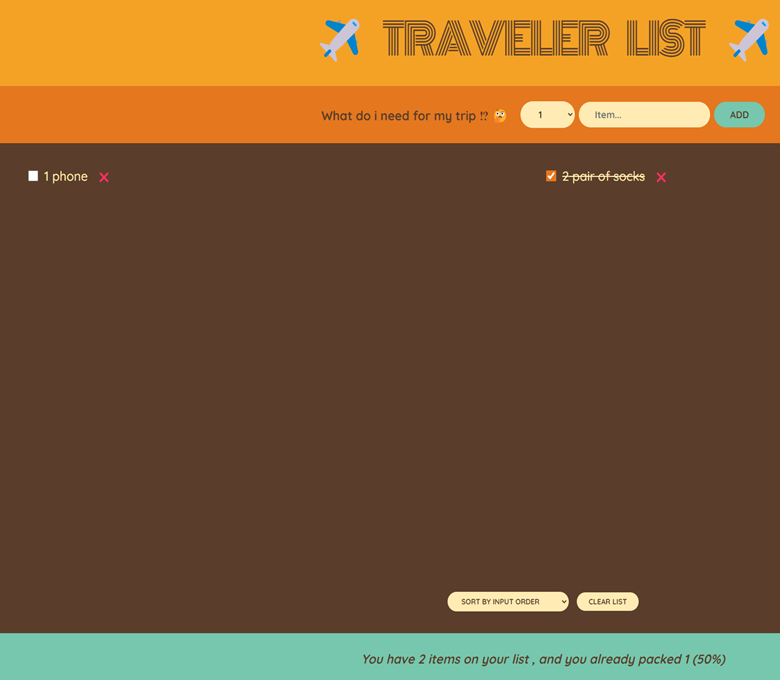 TRAVELER LIST
What do i need for my trip ⁉ 🤔 1 Item... ADD
1 phone ❌ 2 pair of socks ❌
SORT BY INPUT ORDER CLEAR LIST
You have 2 items on your list , and you already packed 1 (50%)